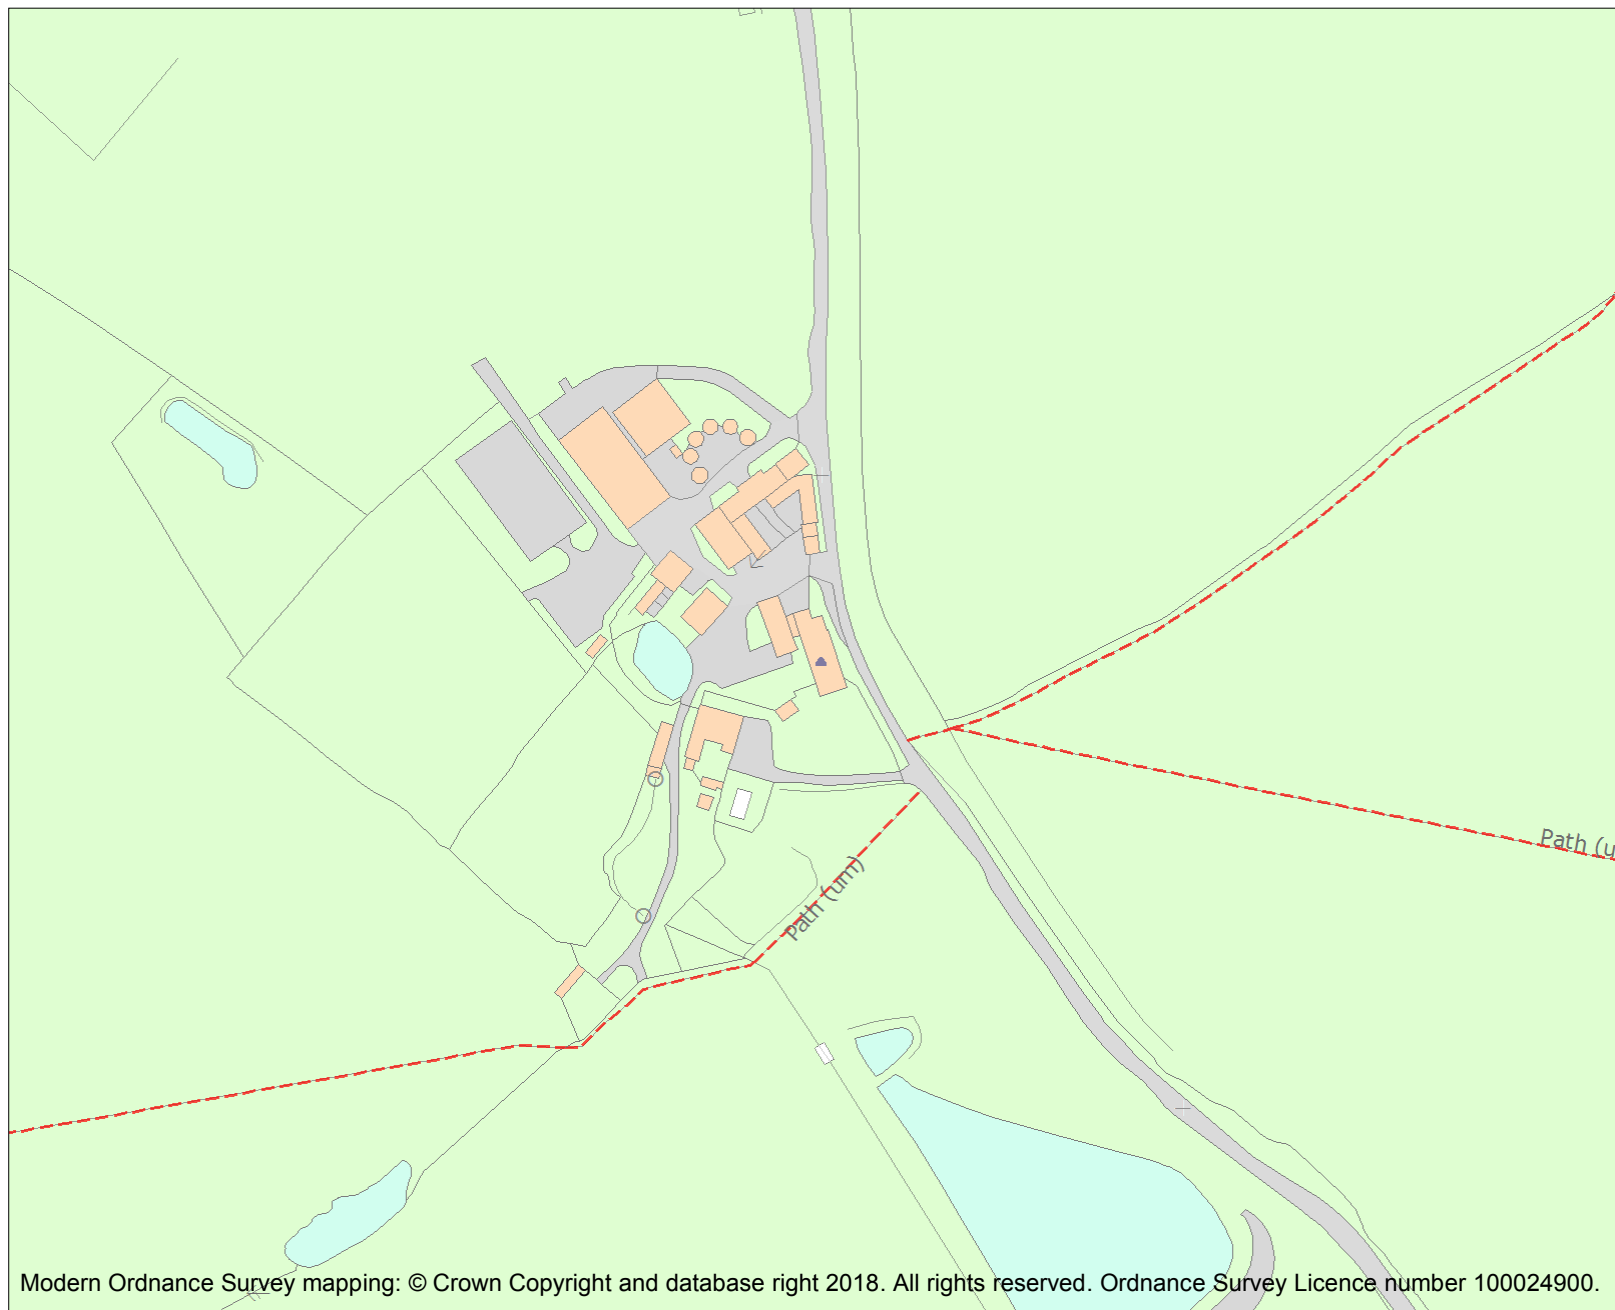 Path (u
Path (um)
Modern Ordnance Survey mapping: © Crown Copyright and database right 2018. All rights reserved. Ordnance Survey Licence number 100024900.